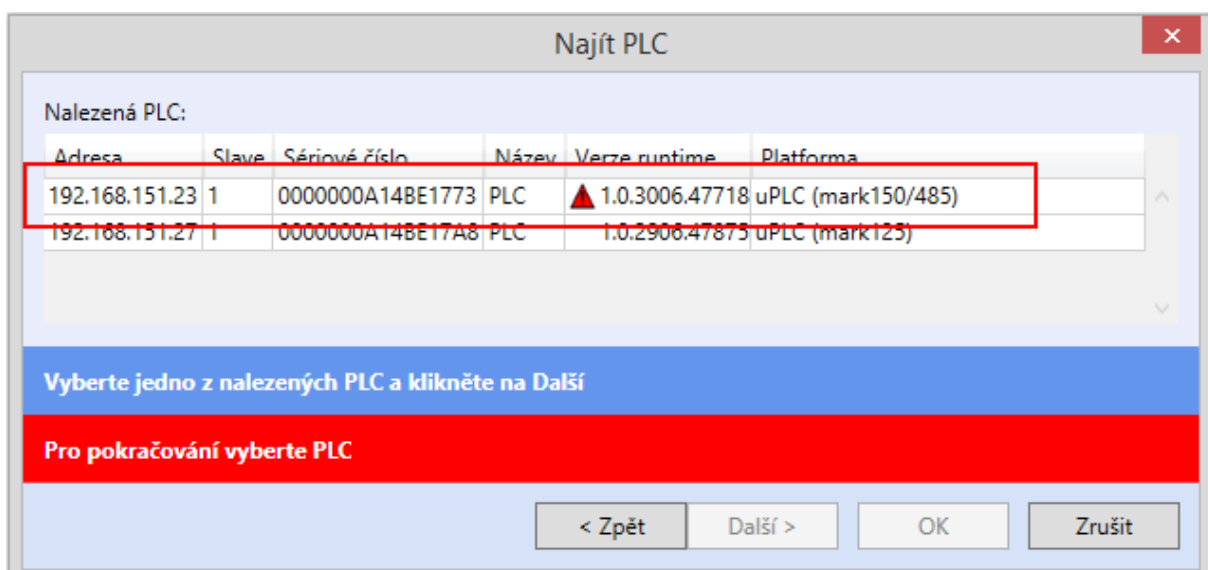 Najít PLC
Nalezená PLC:
Adresa Slave Sériové číslo Název Verze runtime Platforma
192.168.151.23 1 0000000A14BE1773 PLC 1.0.3006.47718 uPLC (mark150/485)
192.168.151.27 1 0000000A14BE17A8 PLC 1.0.2906.47875 uPLC (mark125)
Vyberte jedno z nalezených PLC a klikněte na Další
Pro pokračování vyberte PLC
< Zpět Další > OK Zrušit